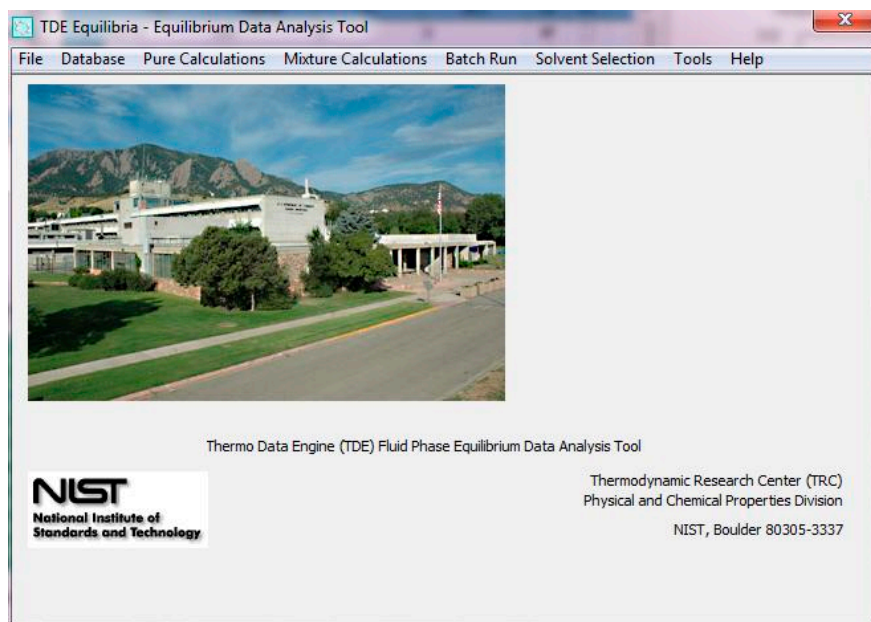 TDE Equilibria - Equilibrium Data Analysis Tool
File Database Pure Calculations Mixture Calculations Batch Run Solvent Selection Tools Help
Thermo Data Engine (TDE) Fluid Phase Equilibrium Data Analysis Tool
NIST
National Institute of
Standards and Technology
Thermodynamic Research Center (TRC)
Physical and Chemical Properties Division
NIST, Boulder 80305-3337